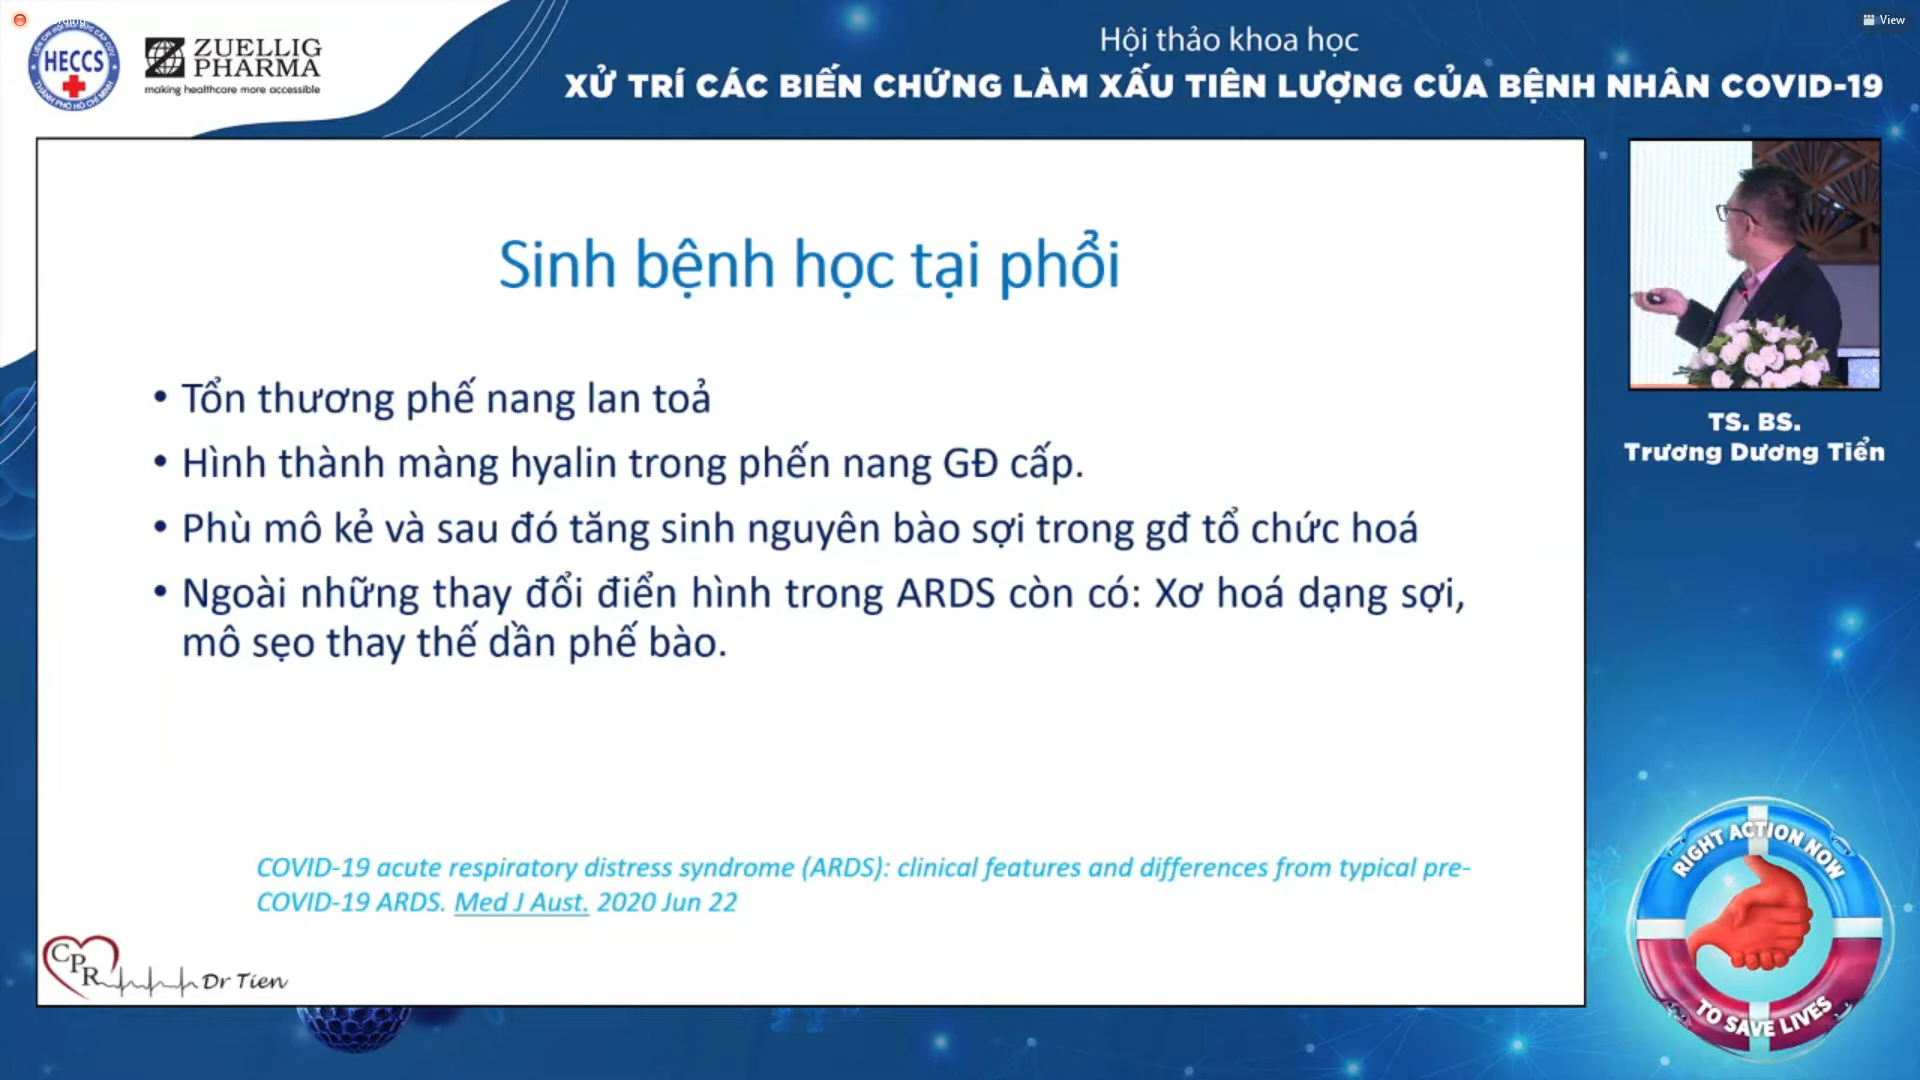 View
HECCS
THÀNH PHỐ HỒ CHÍ MINH
ZUELLIG
PHARMA
making healthcare more accessible
Hội thảo khoa học
XỬ TRÍ CÁC BIẾN CHỨNG LÀM XẤU TIÊN LƯỢNG CỦA BỆNH NHÂN COVID-19
Sinh bệnh học tại phổi
• Tổn thương phế nang lan toả
• Hình thành màng hyalin trong phến nang GĐ cấp.
• Phù mô kẻ và sau đó tăng sinh nguyên bào sợi trong gđ tổ chức hoá
• Ngoài những thay đổi điển hình trong ARDS còn có: Xơ hoá dạng sợi,
mô sẹo thay thế dần phế bào.
COVID-19 acute respiratory distress syndrome (ARDS): clinical features and differences from typical pre-
COVID-19 ARDS. Med J Aust. 2020 Jun 22
CPR Dr Tien
TS. BS.
Trương Dương Tiển
RIGHT ACTION NOW
TO SAVE LIVES